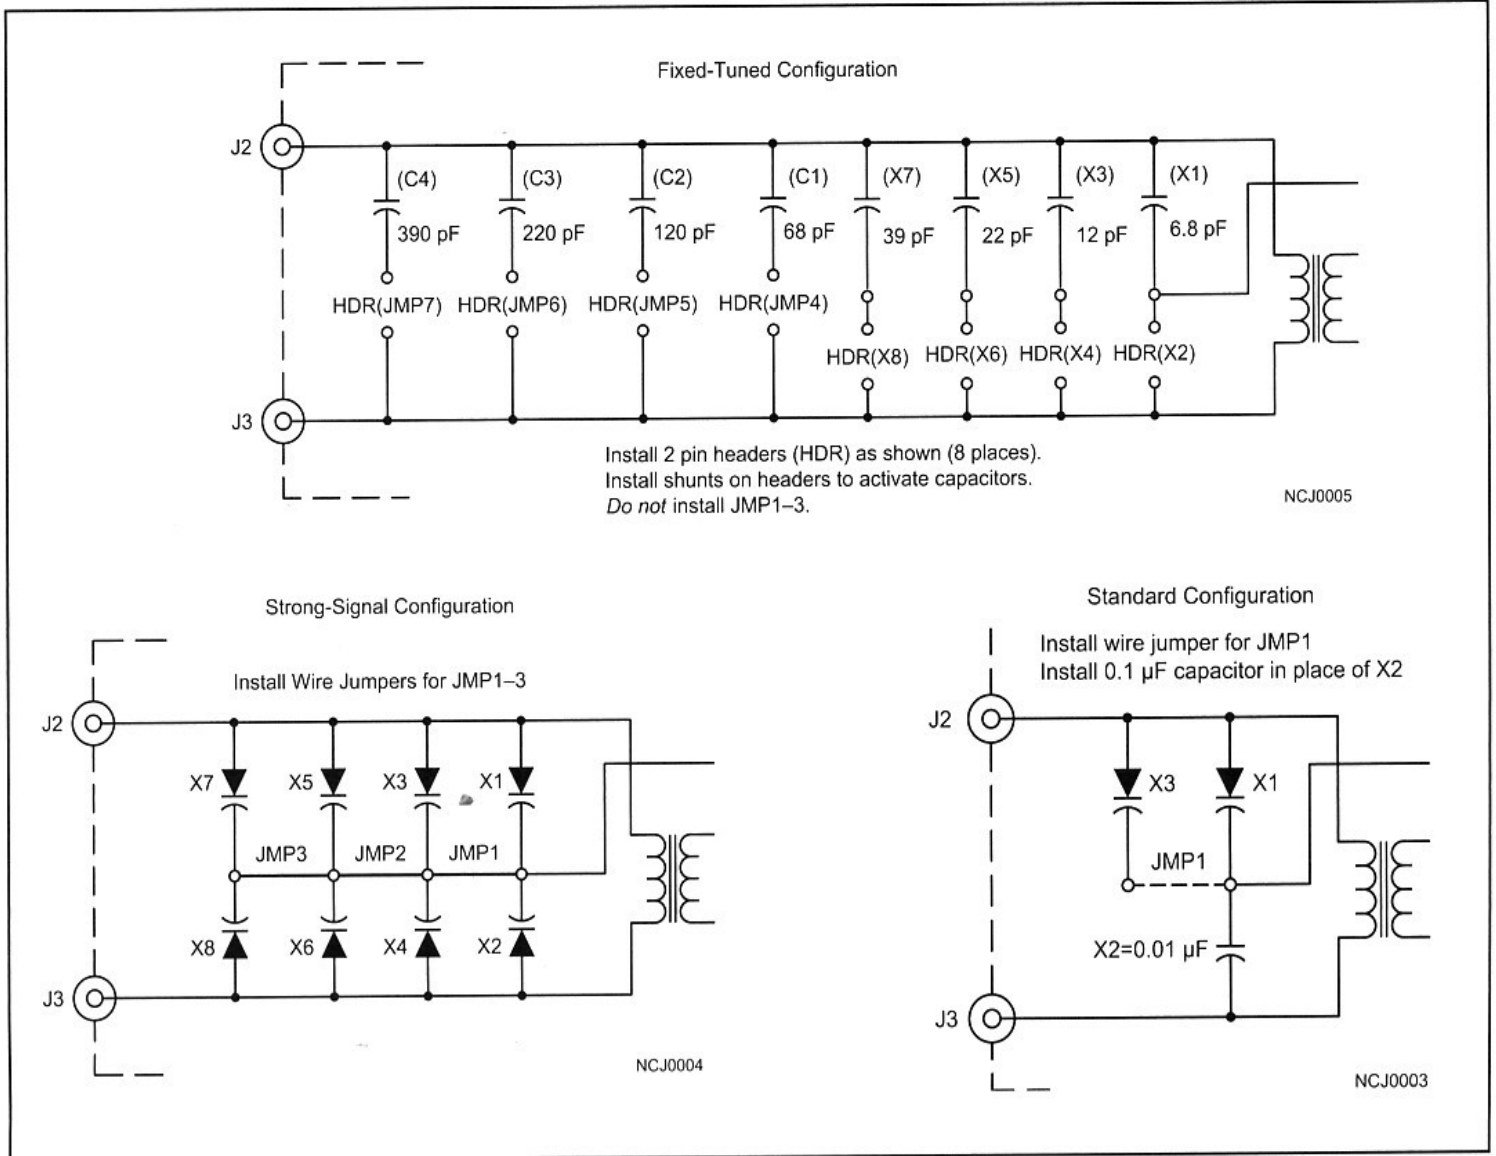 Fixed-Tuned Configuration
J2
(C4)
(C3)
(C2)
(C1)
(X7)
(X5)
(X3)
(X1)
390 pF
220 pF
120 pF
68 pF
39 pF
22 pF
12 pF
6.8 pF
HDR(JMP7)
HDR(JMP6)
HDR(JMP5)
HDR(JMP4)
HDR(X8)
HDR(X6)
HDR(X4)
HDR(X2)
J3
Install 2 pin headers (HDR) as shown (8 places).
Install shunts on headers to activate capacitors.
Do not install JMP1–3.
NCJ0005
Strong-Signal Configuration
Install Wire Jumpers for JMP1–3
J2
X7
X5
X3
X1
JMP3
JMP2
JMP1
X8
X6
X4
X2
J3
NCJ0004
Standard Configuration
Install wire jumper for JMP1
Install 0.1 µF capacitor in place of X2
J2
X3
X1
JMP1
X2=0.01 µF
J3
NCJ0003